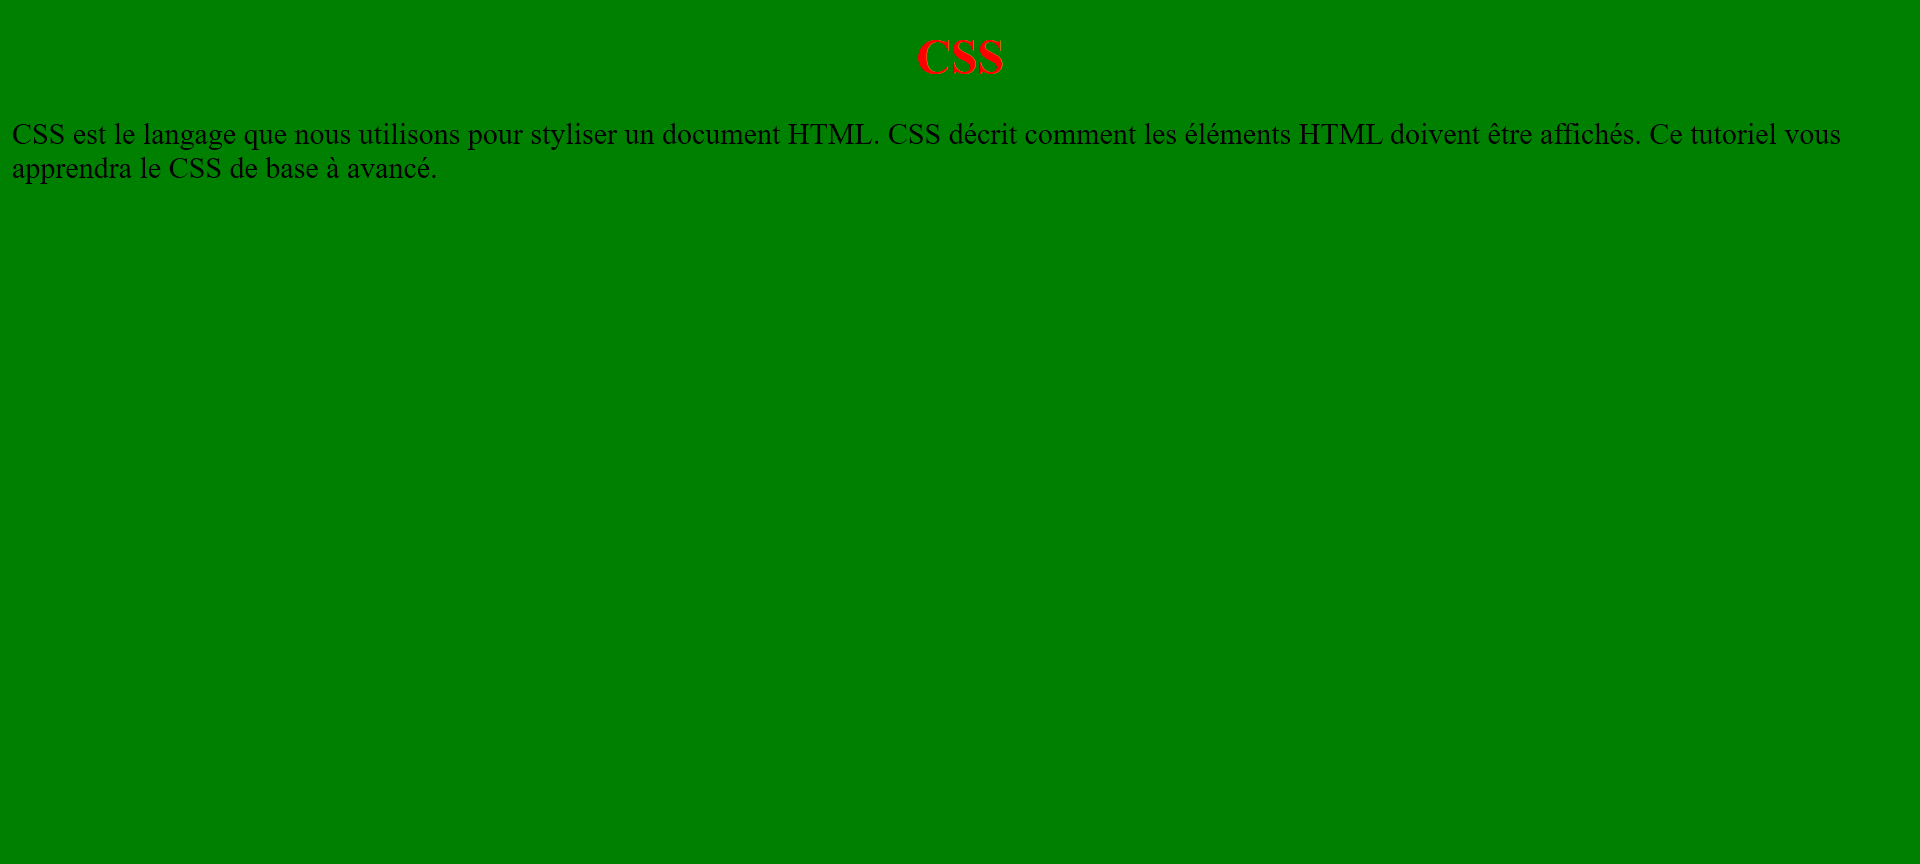 CSS
CSS est le langage que nous utilisons pour styliser un document HTML. CSS décrit comment les éléments HTML doivent être affichés. Ce tutoriel vous
apprendra le CSS de base à avancé.